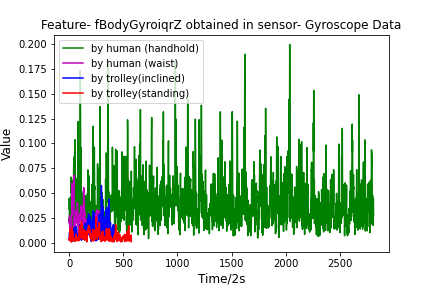 Feature- fBodyGyroiqrZ obtained in sensor- Gyroscope Data
by human (handhold)
by human (waist)
by trolley(inclined)
by trolley(standing)
Value
0.200
0.175
0.150
0.125
0.100
0.075
0.050
0.025
0.000
0
500
1000
1500
2000
2500
Time/2s